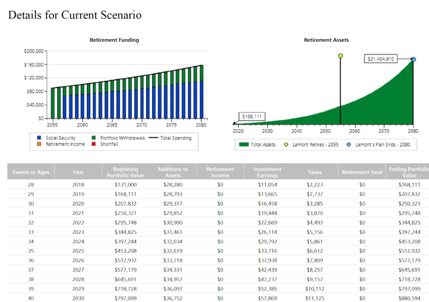 Details for Current Scenario
Retirement Funding
Retirement Assets
$200,000
$160,000
$120,000
$80,000
$40,000
$0
2055 2060 2065 2070 2075 2080
Social Security Portfolio Withdrawals Total Spending
Retirement Income Shortfall
$21,404,810
$168,111
2020 2030 2040 2050 2060 2070 2080
Total Assets Lemont Retires - 2055 Lemont's Plan Ends - 2080
Events or Ages Year Beginning Portfolio Value Additions to Assets Retirement Income Investment Earnings Taxes Retirement Goal Ending Portfolio Value
28 2018 $131,000 $28,280 $0 $11,054 $2,223 $0 $168,111
29 2019 $168,111 $28,793 $0 $13,665 $2,737 $0 $207,832
30 2020 $207,832 $29,317 $0 $16,458 $3,285 $0 $250,321
31 2021 $250,321 $29,852 $0 $19,444 $3,870 $0 $295,748
32 2022 $295,748 $30,900 $0 $22,669 $4,493 $0 $344,825
33 2023 $344,825 $31,461 $0 $26,114 $5,156 $0 $397,244
34 2024 $397,244 $32,034 $0 $29,792 $5,861 $0 $453,208
35 2025 $453,208 $32,619 $0 $33,716 $6,612 $0 $512,932
36 2026 $512,932 $33,718 $0 $37,938 $7,409 $0 $577,179
37 2027 $577,179 $34,331 $0 $42,439 $8,257 $0 $645,691
38 2028 $645,691 $34,957 $0 $47,237 $9,157 $0 $718,728
39 2029 $718,728 $36,097 $0 $52,385 $10,112 $0 $797,099
40 2030 $797,099 $36,752 $0 $57,869 $11,125 $0 $880,594